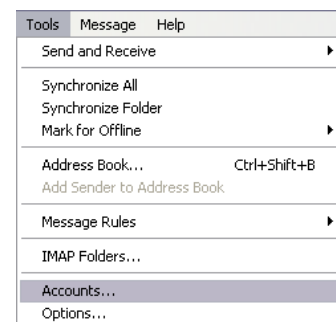 Tools Message Help
Send and Receive
Synchronize All
Synchronize Folder
Mark for Offline
Address Book... Ctrl+Shift+B
Add Sender to Address Book
Message Rules
IMAP Folders...
Accounts...
Options...